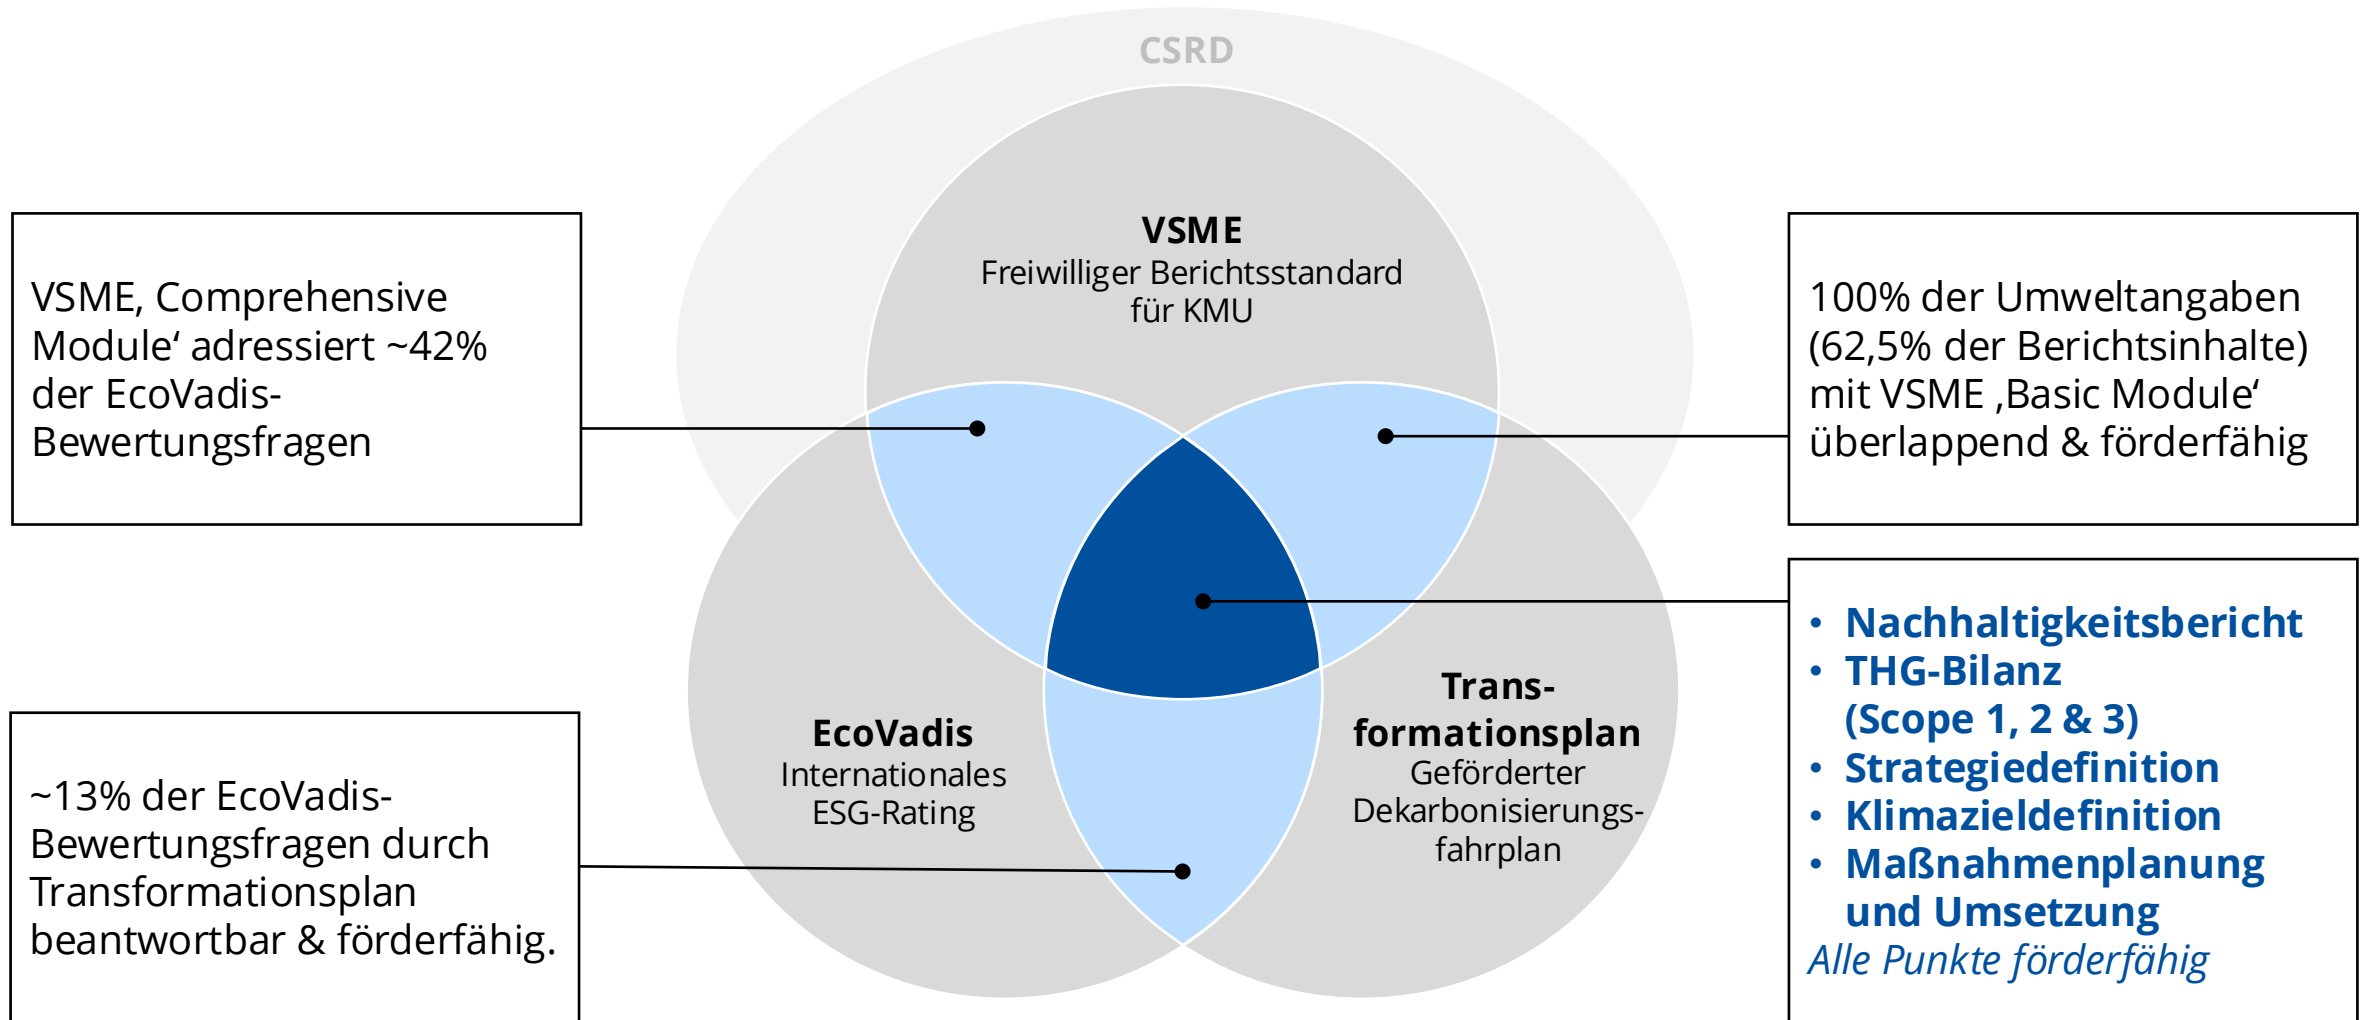 CSRD
VSME
Freiwilliger Berichtsstandard
für KMU
VSME, Comprehensive
Module‘ adressiert ~42%
der EcoVadis-
Bewertungsfragen
100% der Umweltangaben
(62,5% der Berichtsinhalte)
mit VSME ‚Basic Module‘
überlappend & förderfähig
EcoVadis
Internationales
ESG-Rating
Trans-
formationsplan
Geförderter
Dekarbonisierungs-
fahrplan
~13% der EcoVadis-
Bewertungsfragen durch
Transformationsplan
beantwortbar & förderfähig.
• Nachhaltigkeitsbericht
• THG-Bilanz
(Scope 1, 2 & 3)
• Strategiedefinition
• Klimazieldefinition
• Maßnahmenplanung
und Umsetzung
Alle Punkte förderfähig